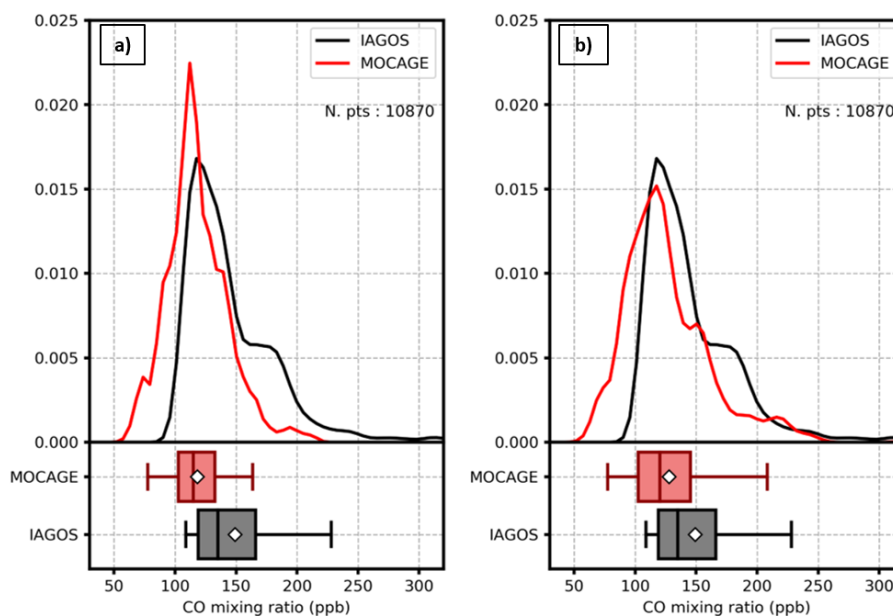 a)
IAGOS
MOCAGE
N. pts : 10870
0.025
0.020
0.015
0.010
0.005
0.000
MOCAGE
IAGOS
50 100 150 200 250 300
CO mixing ratio (ppb)
b)
IAGOS
MOCAGE
N. pts : 10870
0.025
0.020
0.015
0.010
0.005
0.000
50 100 150 200 250 300
CO mixing ratio (ppb)